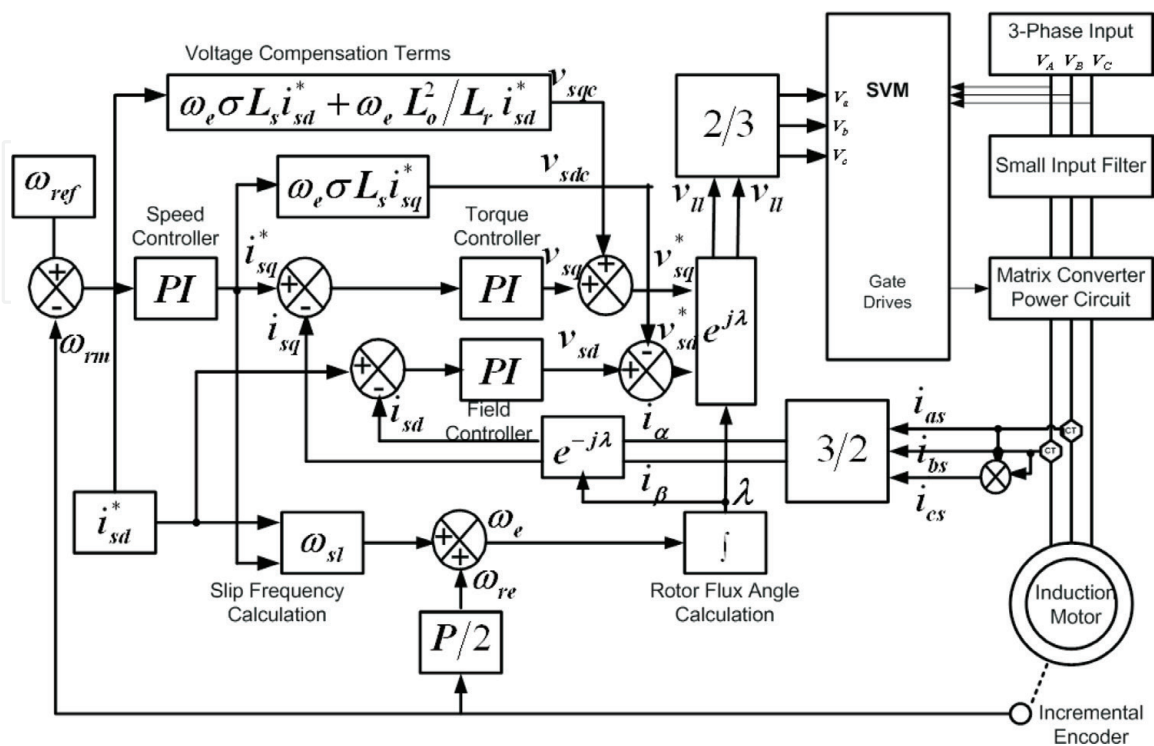 3-Phase Input
V_A V_B V_C
Voltage Compensation Terms
ω_e σ L_s i*_sd + ω_e L_o^2/L_r i*_sd
v_sqc
2/3
V_a
V_b
V_c
SVM
Small Input Filter
ω_ref
ω_e σ L_s i*_sq
v_sdc
v_ll
v_ll
Speed
Controller
Torque
Controller
+
-
PI
i*_sq
+
-
PI
v_sq
+
+
v*_sq
Gate
Drives
Matrix Converter
Power Circuit
ω_rm
i_sq
e^jλ
+
-
PI
v_sd
-
+
v*_sd
i_sd
Field
Controller
i_α
e^-jλ
i_β
3/2
i_as
i_bs
i_cs
CT
CT
λ
i*_sd
ω_sl
+
+
ω_e
∫
ω_re
Slip Frequency
Calculation
Rotor Flux Angle
Calculation
P/2
Induction
Motor
Incremental
Encoder